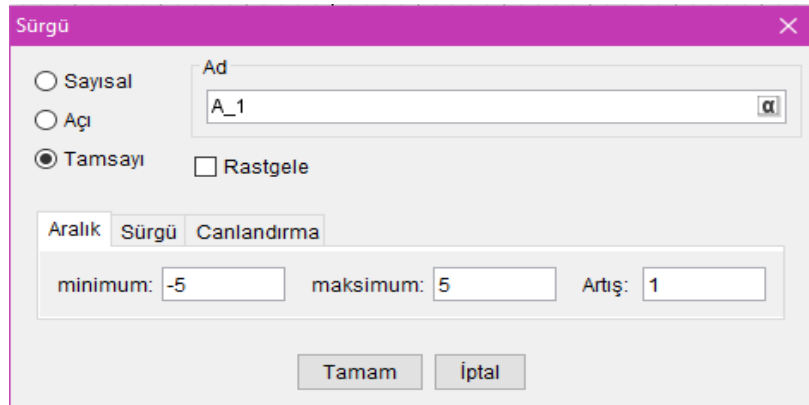 Sürgü
Sayısal
Ad
A_1
α
Açı
Tamsayı
Rastgele
Aralık Sürgü Canlandırma
minimum: -5 maksimum: 5 Artış: 1
Tamam İptal